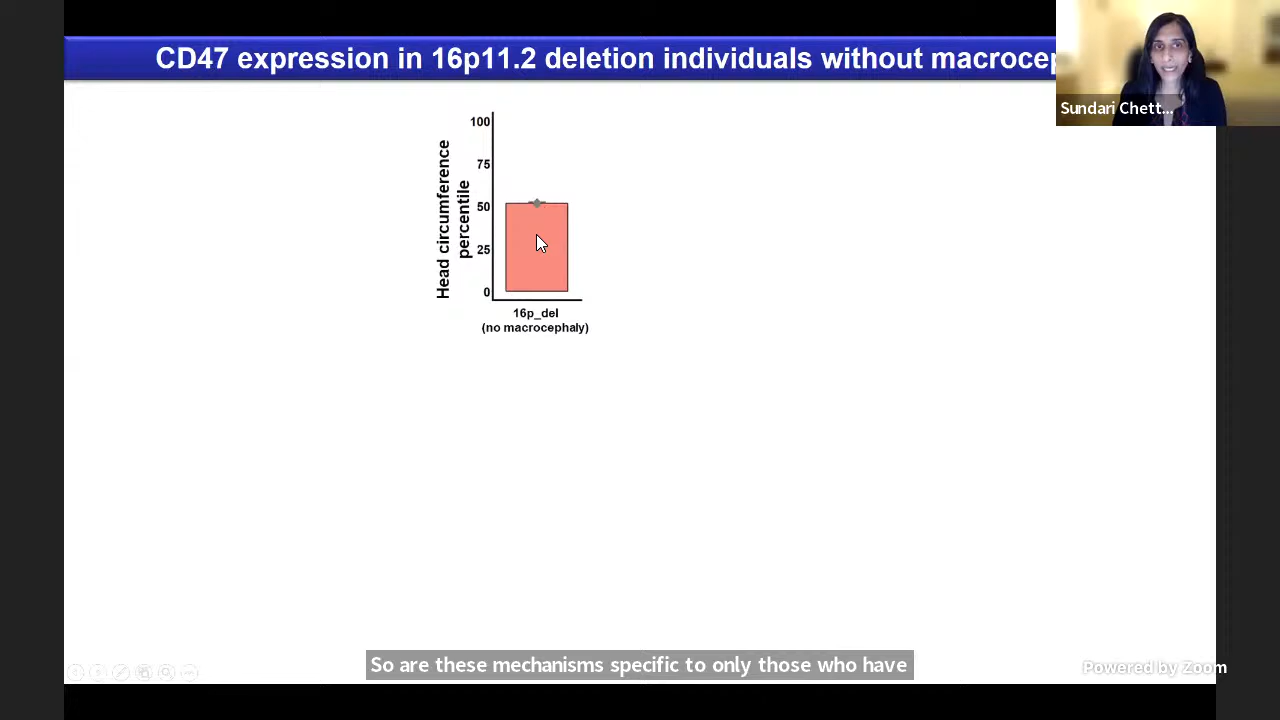 CD47 expression in 16p11.2 deletion individuals without macrocep
Sundari Chett...
Head circumference
percentile
100
75
50
25
0
16p_del
(no macrocephaly)
So are these mechanisms specific to only those who have
Powered by Zoom